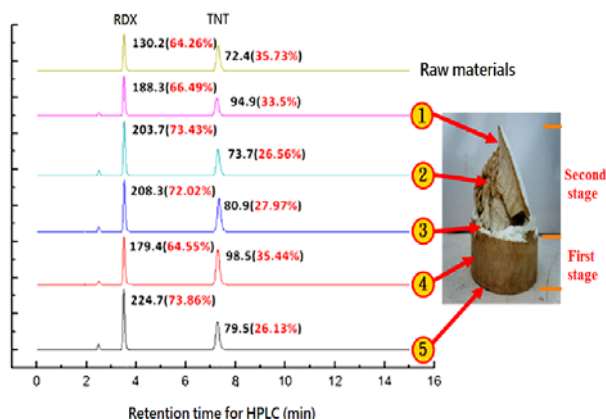 RDX TNT
130.2(64.26%) 72.4(35.73%) Raw materials
188.3(66.49%) 94.9(33.5%) 1
203.7(73.43%) 73.7(26.56%) 2
208.3(72.02%) 80.9(27.97%) 3
179.4(64.55%) 98.5(35.44%) 4
224.7(73.86%) 79.5(26.13%) 5
Second
stage
First
stage
0 2 4 6 8 10 12 14 16
Retention time for HPLC (min)